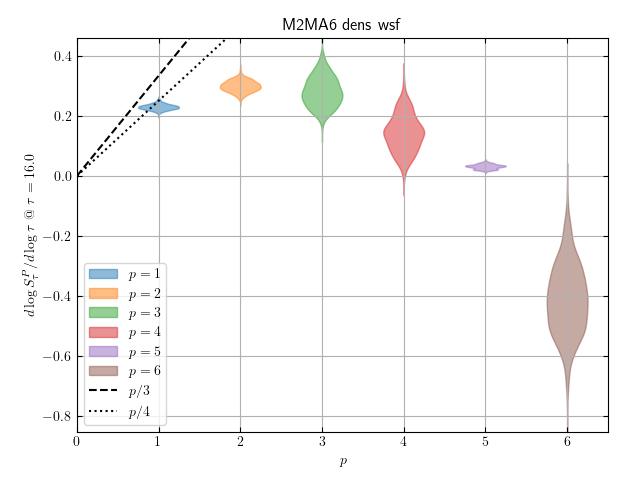 M2MA6 dens wsf
d log S_τ^P / d log τ @ τ = 16.0
0.4
0.2
0.0
−0.2
−0.4
−0.6
−0.8
p = 1
p = 2
p = 3
p = 4
p = 5
p = 6
p/3
p/4
0 1 2 3 4 5 6
p